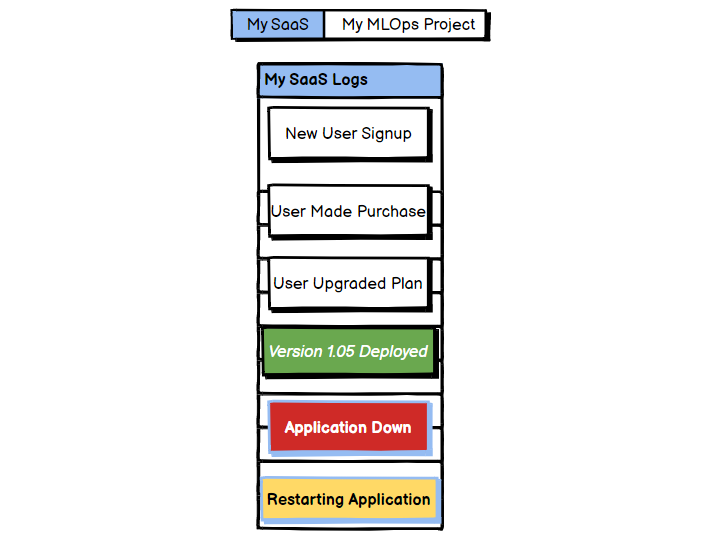 My SaaS
My MLOps Project
My SaaS Logs
New User Signup
User Made Purchase
User Upgraded Plan
Version 1.05 Deployed
Application Down
Restarting Application